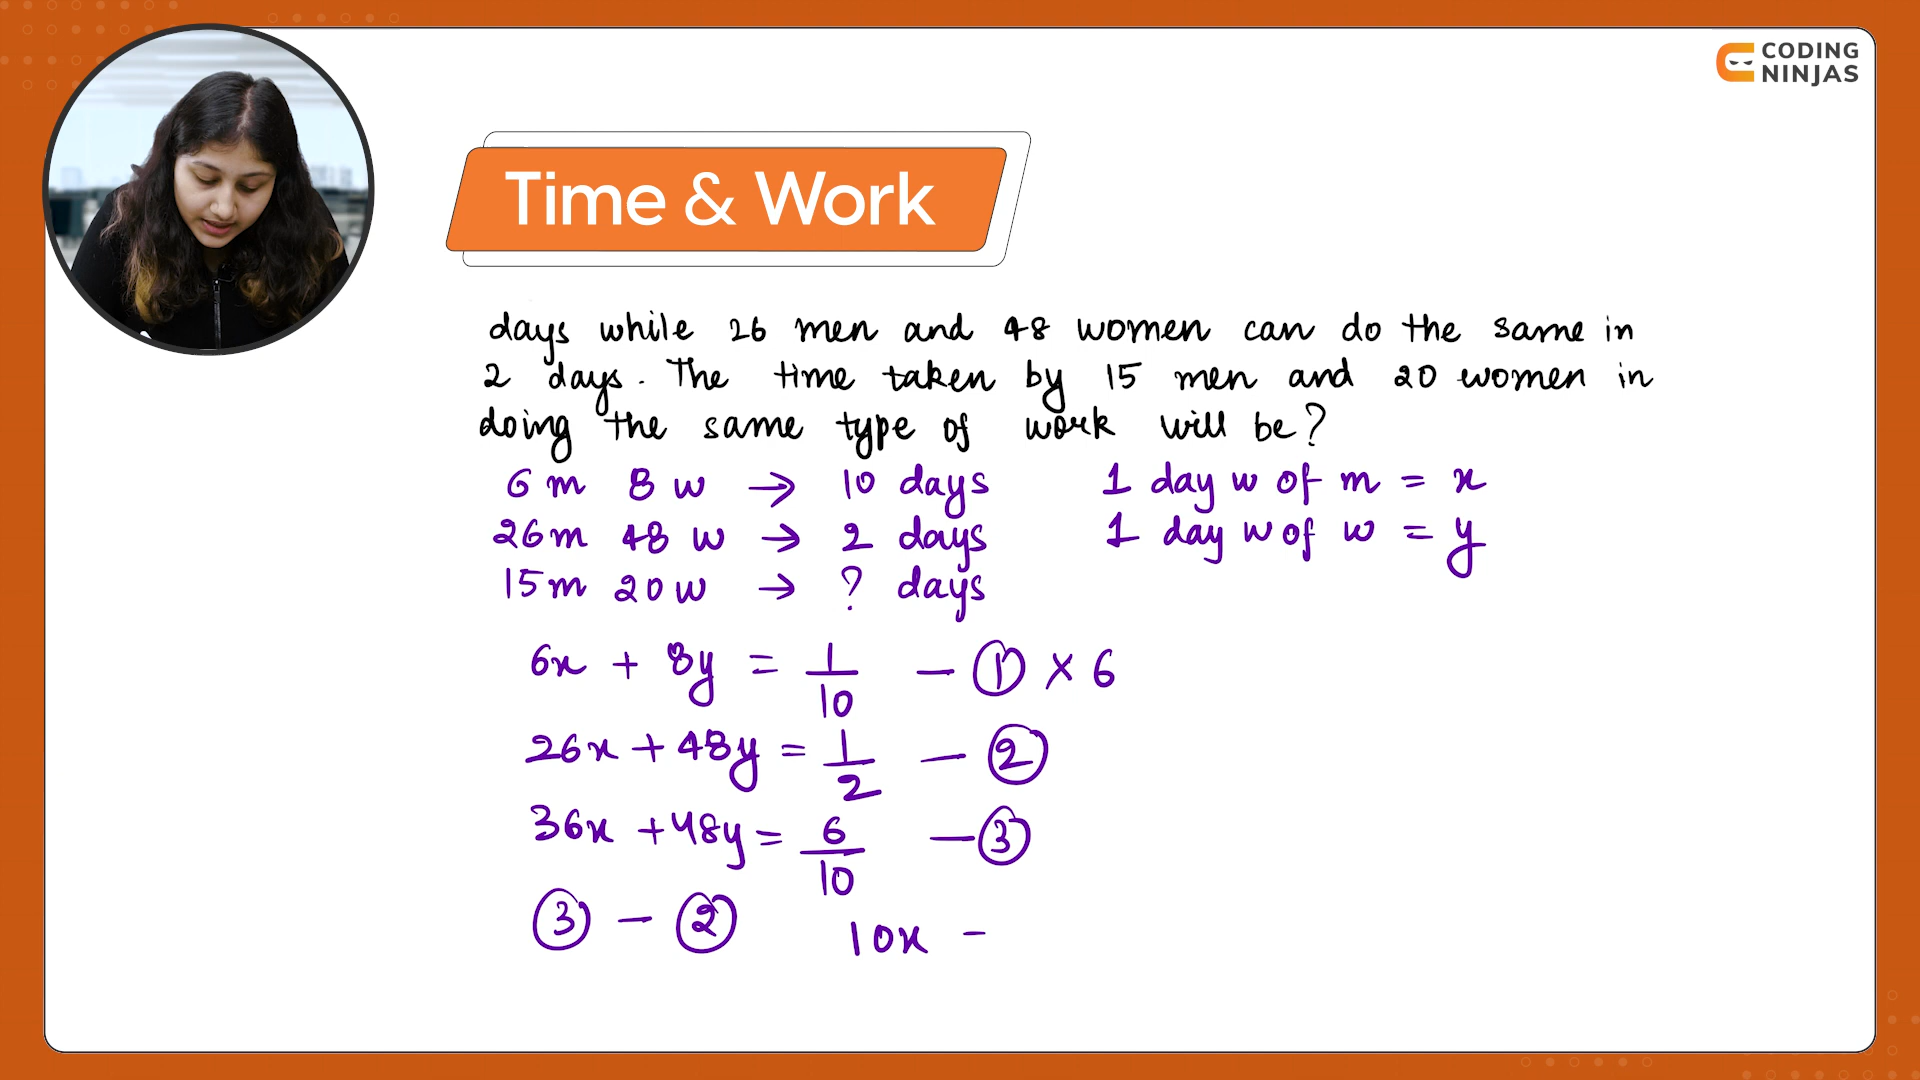 CODING
NINJAS
Time & Work
days while 26 men and 48 women can do the same in
2 days. The time taken by 15 men and 20 women in
doing the same type of work will be?
6 m 8 w → 10 days
1 day w of m = x
26m 48 w → 2 days
1 day w of w = y
15m 20w → ? days
6x + 8y = 1/10 — ① × 6
26x + 48y = 1/2 — ②
36x + 48y = 6/10 — ③
③ — ② 10x -